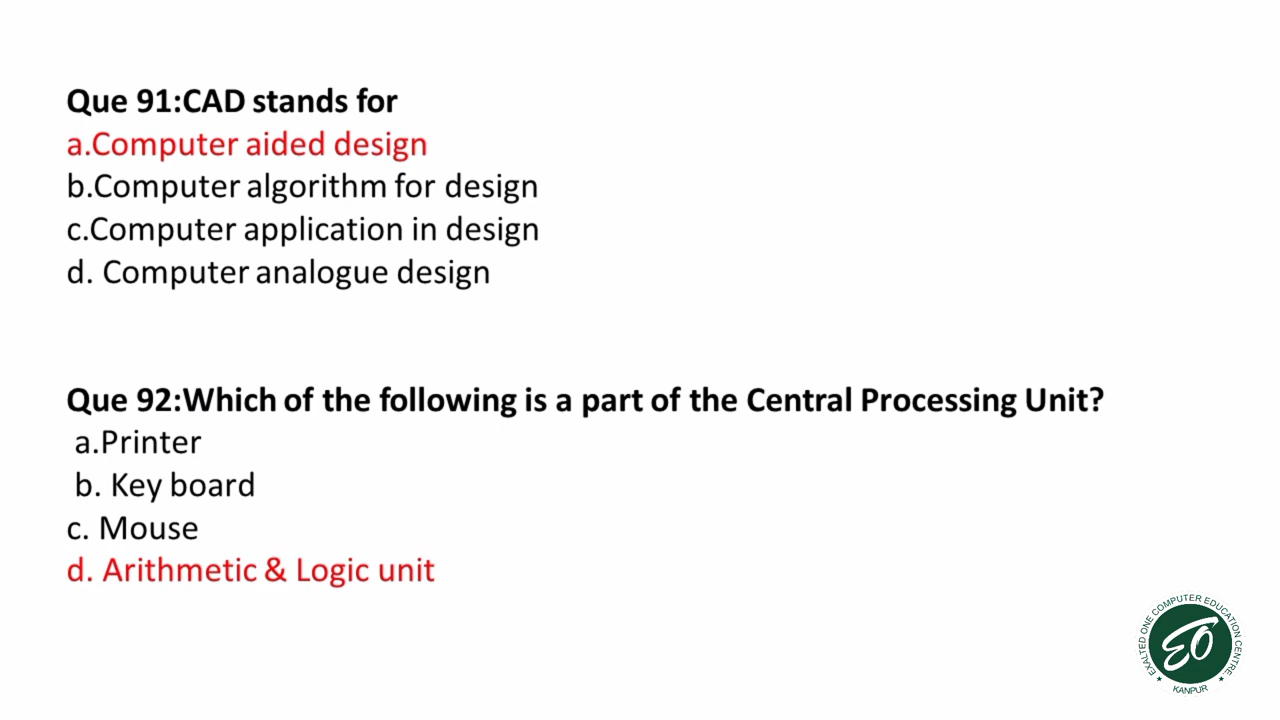 Que 91:CAD stands for
a.Computer aided design
b.Computer algorithm for design
c.Computer application in design
d. Computer analogue design
Que 92:Which of the following is a part of the Central Processing Unit?
a.Printer
b. Key board
c. Mouse
d. Arithmetic & Logic unit
EXALTED ONE COMPUTER EDUCATION CENTRE
EO
KANPUR